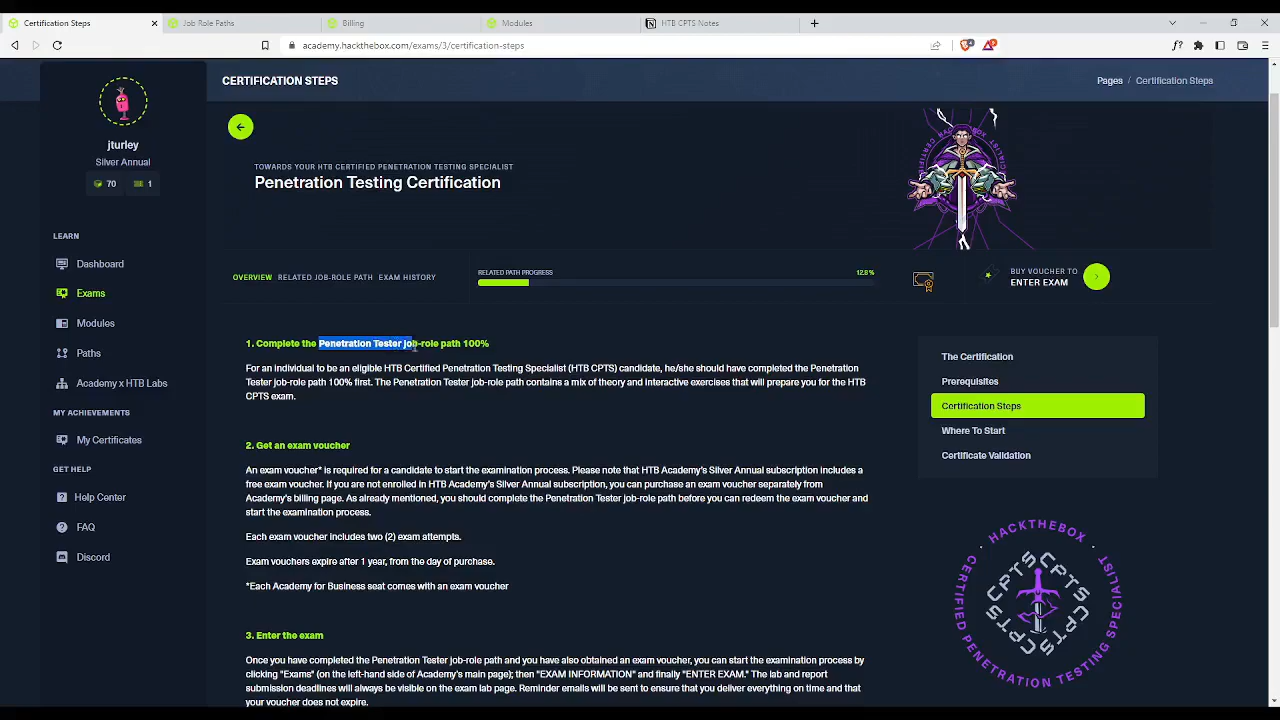 Certification Steps
Job Role Paths
Billing
Modules
HTB CPTS Notes
academy.hackthebox.com/exams/3/certification-steps
jturley
Silver Annual
70
1
LEARN
Dashboard
Exams
Modules
Paths
Academy x HTB Labs
MY ACHIEVEMENTS
My Certificates
GET HELP
Help Center
FAQ
Discord
CERTIFICATION STEPS
Pages / Certification Steps
TOWARDS YOUR HTB CERTIFIED PENETRATION TESTING SPECIALIST
Penetration Testing Certification
OVERVIEW RELATED JOB-ROLE PATH EXAM HISTORY
RELATED PATH PROGRESS
12.8%
BUY VOUCHER TO
ENTER EXAM
1. Complete the Penetration Tester job-role path 100%
For an individual to be an eligible HTB Certified Penetration Testing Specialist (HTB CPTS) candidate, he/she should have completed the Penetration
Tester job-role path 100% first. The Penetration Tester job-role path contains a mix of theory and interactive exercises that will prepare you for the HTB
CPTS exam.
2. Get an exam voucher
An exam voucher* is required for a candidate to start the examination process. Please note that HTB Academy's Silver Annual subscription includes a
free exam voucher. If you are not enrolled in HTB Academy's Silver Annual subscription, you can purchase an exam voucher separately from
Academy's billing page. As already mentioned, you should complete the Penetration Tester job-role path before you can redeem the exam voucher and
start the examination process.
Each exam voucher includes two (2) exam attempts.
Exam vouchers expire after 1 year, from the day of purchase.
*Each Academy for Business seat comes with an exam voucher
3. Enter the exam
Once you have completed the Penetration Tester job-role path and you have also obtained an exam voucher, you can start the examination process by
clicking "Exams" (on the left-hand side of Academy's main page); then "EXAM INFORMATION" and finally "ENTER EXAM." The lab and report
submission deadlines will always be visible on the exam lab page. Reminder emails will be sent to ensure that you deliver everything on time and that
your voucher does not expire.
The Certification
Prerequisites
Certification Steps
Where To Start
Certificate Validation
HACKTHEBOX
CPTS CPTS CPTS
CERTIFIED PENETRATION TESTING SPECIALIST